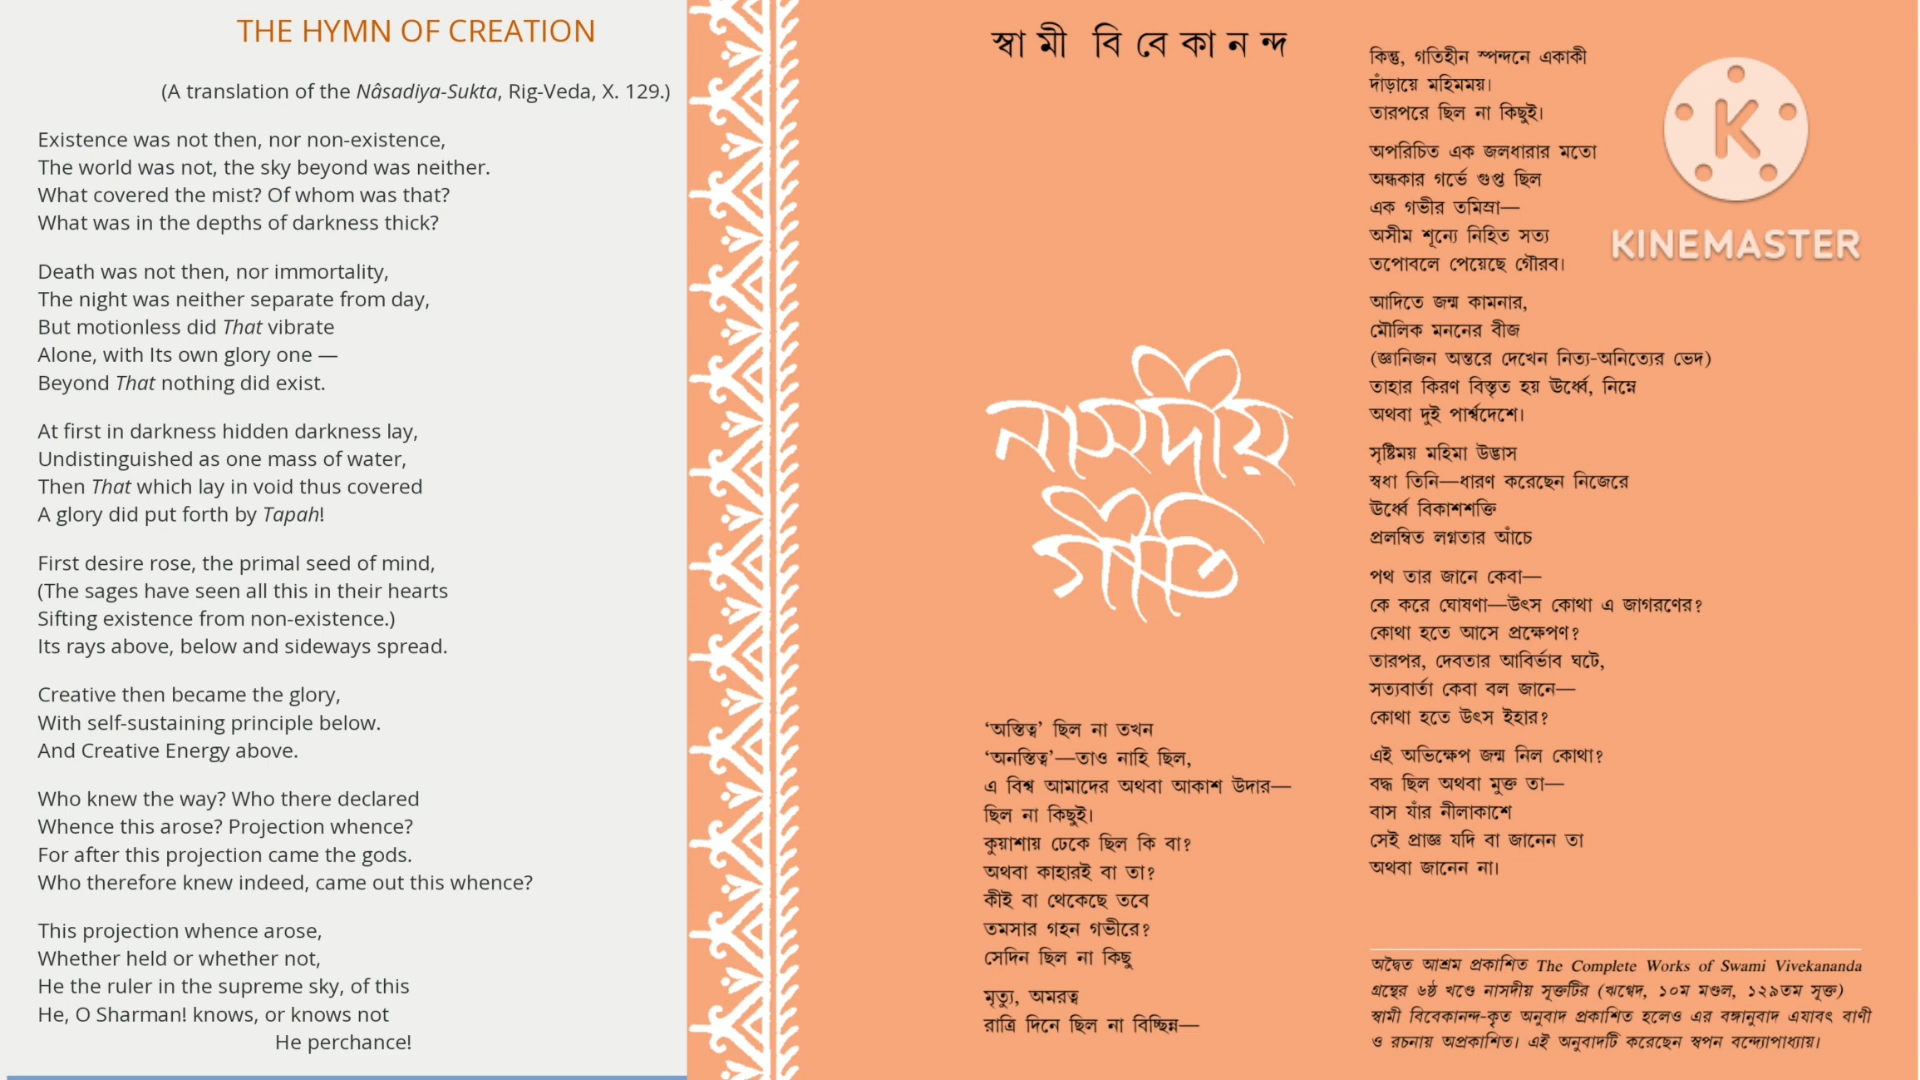 THE HYMN OF CREATION
(A translation of the Nâsadiya-Sukta, Rig-Veda, X. 129.)
Existence was not then, nor non-existence,
The world was not, the sky beyond was neither.
What covered the mist? Of whom was that?
What was in the depths of darkness thick?
Death was not then, nor immortality,
The night was neither separate from day,
But motionless did That vibrate
Alone, with Its own glory one —
Beyond That nothing did exist.
At first in darkness hidden darkness lay,
Undistinguished as one mass of water,
Then That which lay in void thus covered
A glory did put forth by Tapah!
First desire rose, the primal seed of mind,
(The sages have seen all this in their hearts
Sifting existence from non-existence.)
Its rays above, below and sideways spread.
Creative then became the glory,
With self-sustaining principle below.
And Creative Energy above.
Who knew the way? Who there declared
Whence this arose? Projection whence?
For after this projection came the gods.
Who therefore knew indeed, came out this whence?
This projection whence arose,
Whether held or whether not,
He the ruler in the supreme sky, of this
He, O Sharman! knows, or knows not
He perchance!
স্বামী বিবেকানন্দ
নাসদীয়
গীতি
‘অস্তিত্ব’ ছিল না তখন
‘অনস্তিত্ব’—তাও নাহি ছিল,
এ বিশ্ব আমাদের অথবা আকাশ উদার—
ছিল না কিছুই।
কুয়াশায় ঢেকে ছিল কি বা?
অথবা কাহারই বা তা?
কীই বা থেকেছে তবে
তমসার গহন গভীরে?
সেদিন ছিল না কিছু
মৃত্যু, অমরত্ব
রাত্রি দিনে ছিল না বিচ্ছিন্ন—
কিন্তু, গতিহীন স্পন্দনে একাকী
দাঁড়ায়ে মহিমময়।
তারপরে ছিল না কিছুই।
অপরিচিত এক জলধারার মতো
অন্ধকার গর্ভে গুপ্ত ছিল
এক গভীর তমিস্রা—
অসীম শূন্যে নিহিত সত্য
তপোবলে পেয়েছে গৌরব।
আদিতে জন্ম কামনার,
মৌলিক মননের বীজ
(জ্ঞানিজন অন্তরে দেখেন নিত্য-অনিত্যের ভেদ)
তাহার কিরণ বিস্তৃত হয় ঊর্ধ্বে, নিম্নে
অথবা দুই পার্শ্বদেশে।
সৃষ্টিময় মহিমা উদ্ভাস
স্বধা তিনি—ধারণ করেছেন নিজেরে
ঊর্ধ্বে বিকাশশক্তি
প্রলম্বিত লগ্নতার আঁচে
পথ তার জানে কেবা—
কে করে ঘোষণা—উৎস কোথা এ জাগরণের?
কোথা হতে আসে প্রক্ষেপণ?
তারপর, দেবতার আবির্ভাব ঘটে,
সত্যবার্তা কেবা বল জানে—
কোথা হতে উৎস ইহার?
এই অভিক্ষেপ জন্ম নিল কোথা?
বদ্ধ ছিল অথবা মুক্ত তা—
বাস যাঁর নীলাকাশে
সেই প্রাজ্ঞ যদি বা জানেন তা
অথবা জানেন না।
অদ্বৈত আশ্রম প্রকাশিত The Complete Works of Swami Vivekananda
গ্রন্থের ৬ষ্ঠ খণ্ডে নাসদীয় সূক্তটির (ঋগ্বেদ, ১০ম মণ্ডল, ১২৯তম সূক্ত)
স্বামী বিবেকানন্দ-কৃত অনুবাদ প্রকাশিত হলেও এর বঙ্গানুবাদ এযাবৎ বাণী
ও রচনায় অপ্রকাশিত। এই অনুবাদটি করেছেন স্বপন বন্দ্যোপাধ্যায়।
K
KINEMASTER